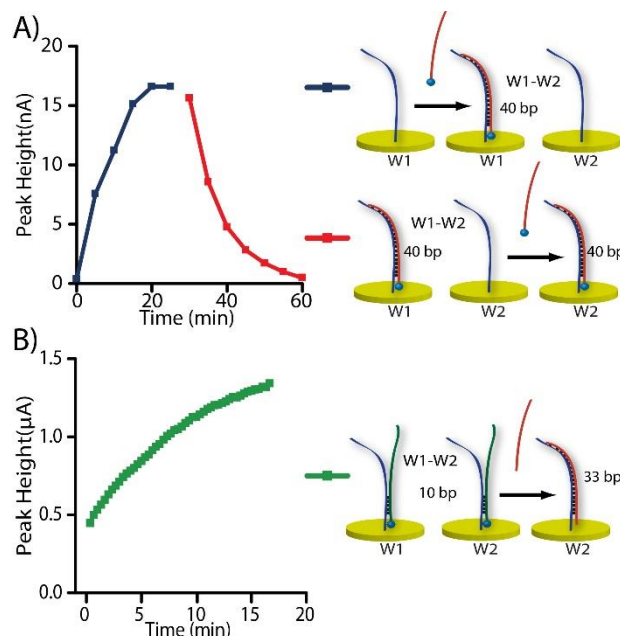 A)
Peak Height(nA)
20
15
10
5
0
0 20 40 60
Time (min)
W1-W2
40 bp
W1 W1 W2
W1-W2
40 bp 40 bp
W1 W2 W2
B)
Peak Height(μA)
1.5
1.0
0.5
0.0
0 5 10 15 20
Time (min)
W1-W2
10 bp
33 bp
W1 W2 W2